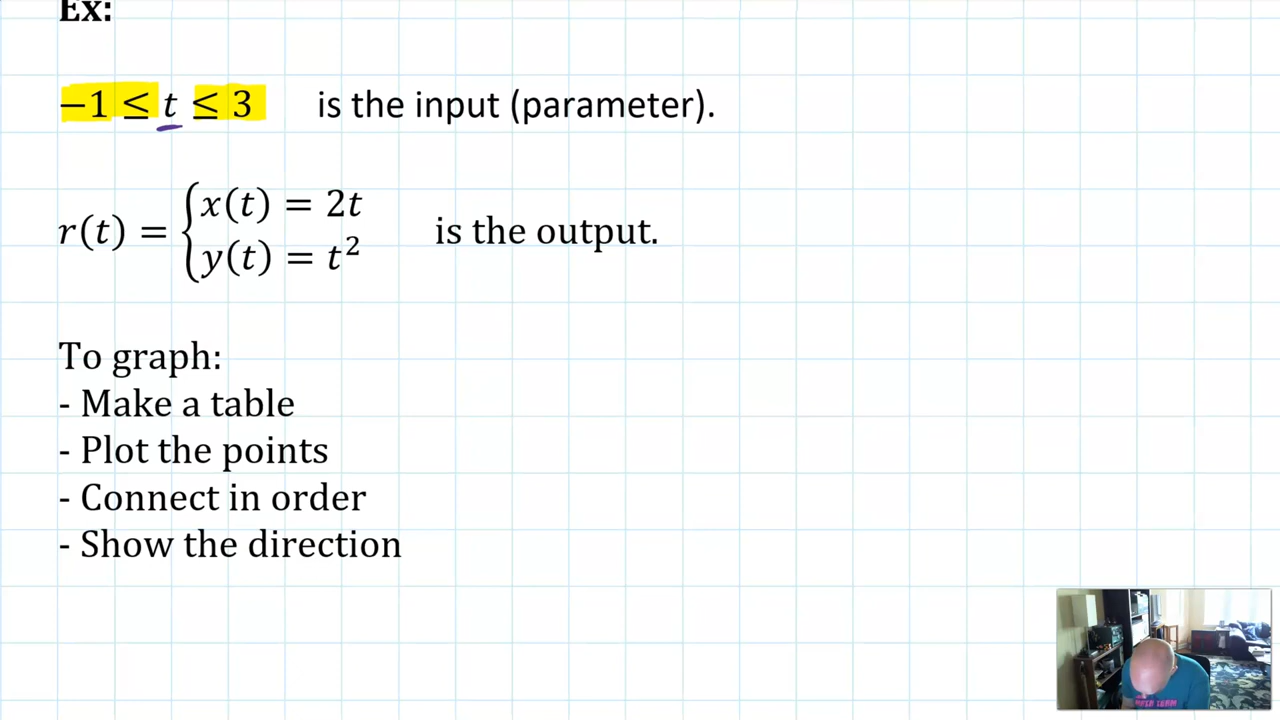 Ex:
−1 ≤ t ≤ 3 is the input (parameter).
r(t) = {x(t) = 2t
y(t) = t² is the output.
To graph:
- Make a table
- Plot the points
- Connect in order
- Show the direction